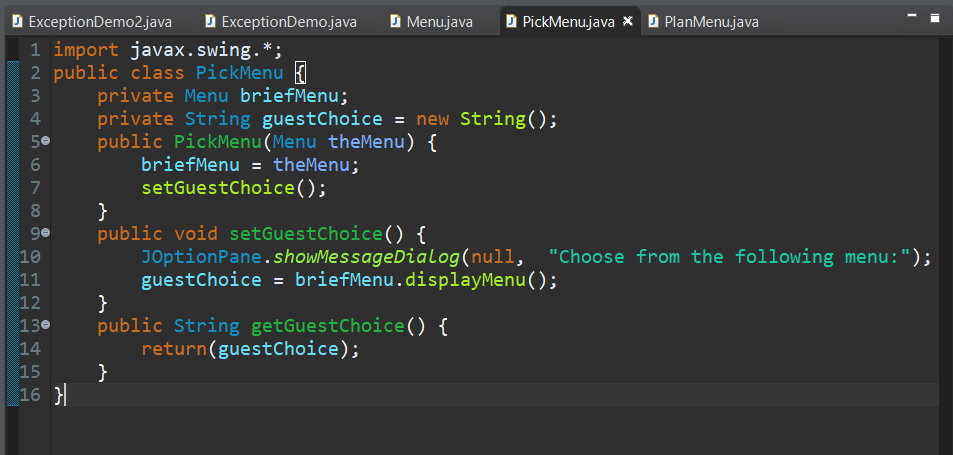 ExceptionDemo2.java ExceptionDemo.java Menu.java PickMenu.java PlanMenu.java
1 import javax.swing.*;
2 public class PickMenu {
3     private Menu briefMenu;
4     private String guestChoice = new String();
5     public PickMenu(Menu theMenu) {
6         briefMenu = theMenu;
7         setGuestChoice();
8     }
9     public void setGuestChoice() {
10         JOptionPane.showMessageDialog(null,  "Choose from the following menu:");
11         guestChoice = briefMenu.displayMenu();
12     }
13     public String getGuestChoice() {
14         return(guestChoice);
15     }
16 }